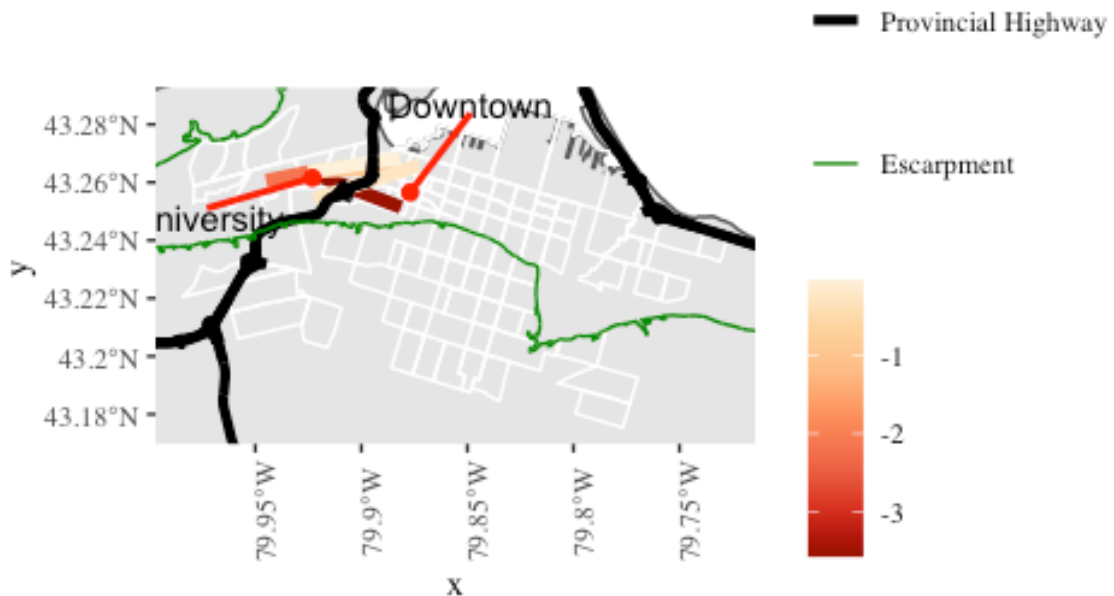 Provincial Highway
Downtown
43.28°N
Escarpment
43.26°N
niversity
43.24°N
y
43.22°N
43.2°N
-1
43.18°N
-2
-3
79.95°W
79.9°W
79.85°W
79.8°W
79.75°W
x